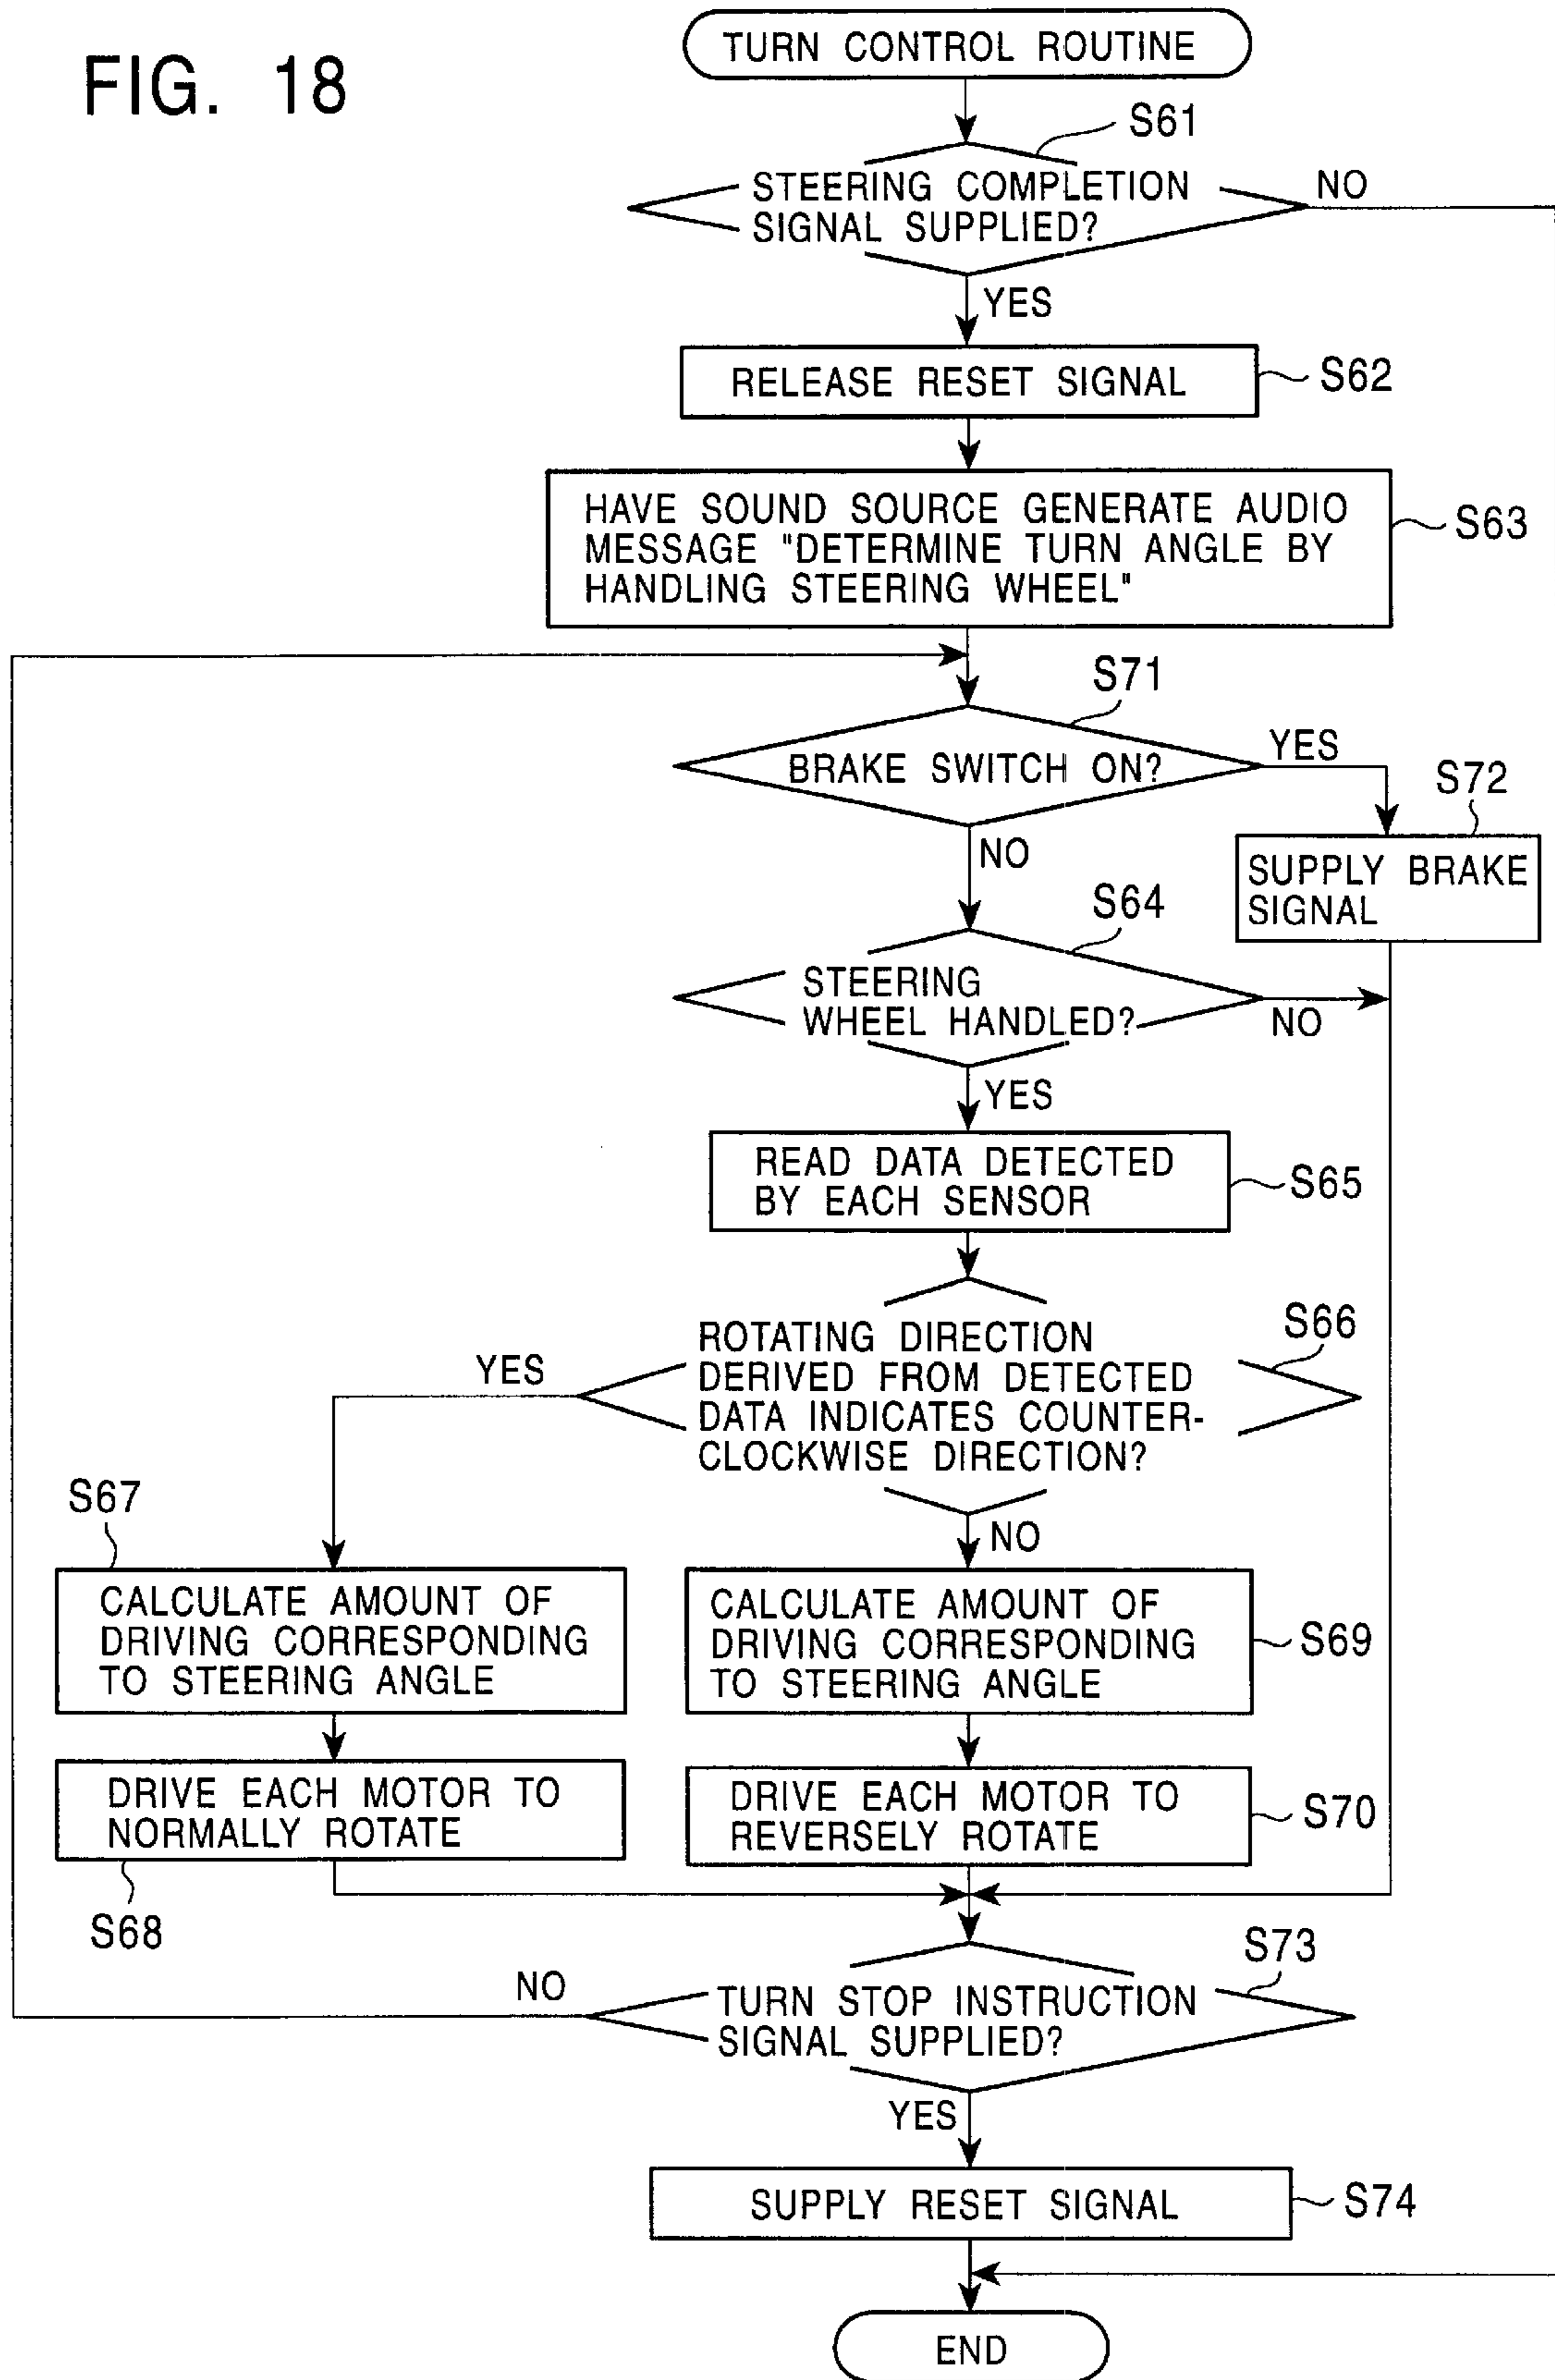 FIG. 18
TURN CONTROL ROUTINE
S61
STEERING COMPLETION
SIGNAL SUPPLIED?
NO
YES
RELEASE RESET SIGNAL
S62
HAVE SOUND SOURCE GENERATE AUDIO
MESSAGE "DETERMINE TURN ANGLE BY
HANDLING STEERING WHEEL"
S63
S71
BRAKE SWITCH ON?
YES
S72
NO
SUPPLY BRAKE
SIGNAL
S64
STEERING
WHEEL HANDLED?
NO
YES
READ DATA DETECTED
BY EACH SENSOR
S65
S66
YES
ROTATING DIRECTION
DERIVED FROM DETECTED
DATA INDICATES COUNTER-
CLOCKWISE DIRECTION?
S67
NO
CALCULATE AMOUNT OF
DRIVING CORRESPONDING
TO STEERING ANGLE
CALCULATE AMOUNT OF
DRIVING CORRESPONDING
TO STEERING ANGLE
S69
DRIVE EACH MOTOR TO
NORMALLY ROTATE
DRIVE EACH MOTOR TO
REVERSELY ROTATE
S70
S68
S73
NO
TURN STOP INSTRUCTION
SIGNAL SUPPLIED?
YES
SUPPLY RESET SIGNAL
S74
END